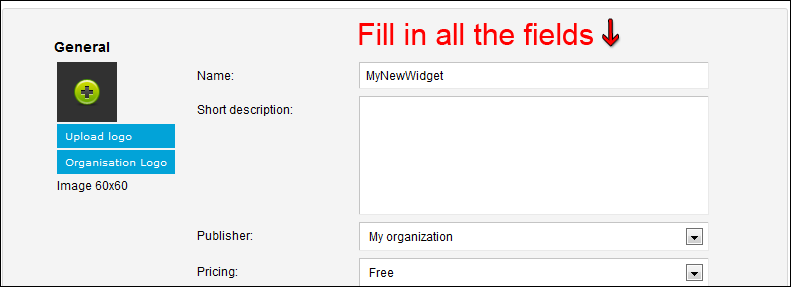 Fill in all the fields
General
Name:
MyNewWidget
Short description:
Upload logo
Organisation Logo
Image 60x60
Publisher:
My organization
Pricing:
Free